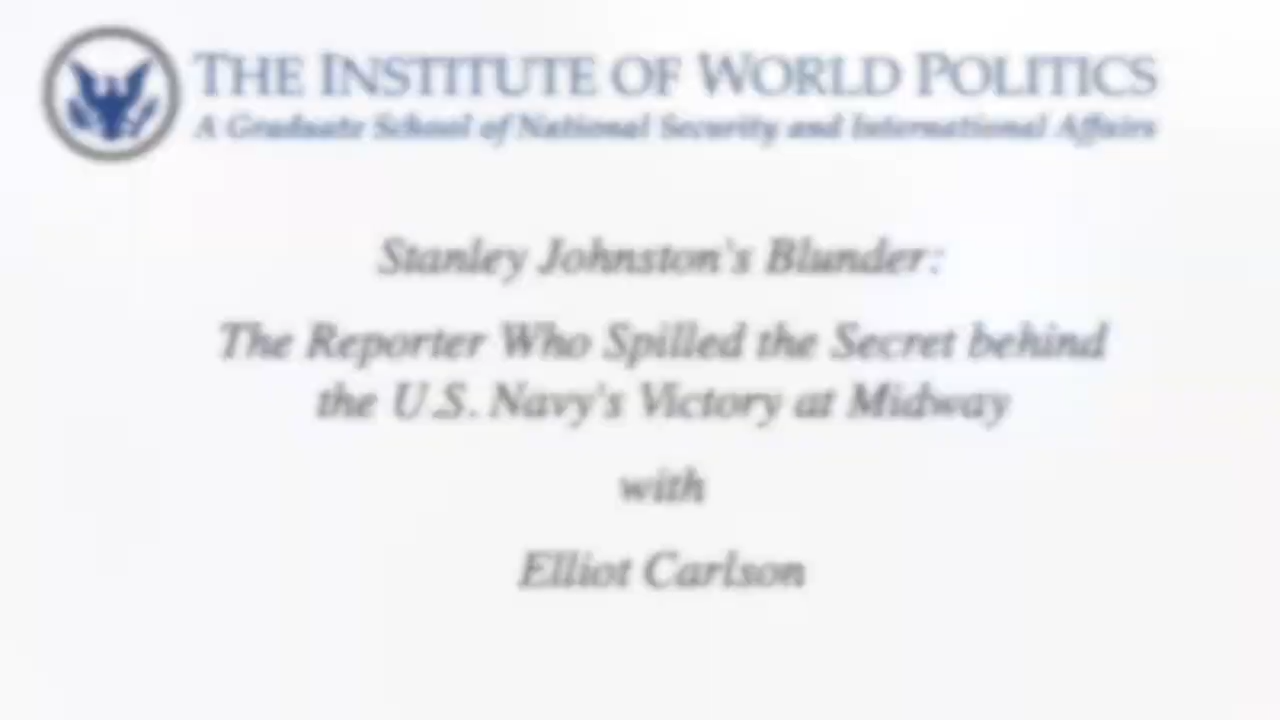 THE INSTITUTE OF WORLD POLITICS
A Graduate School of National Security and International Affairs
Stanley Johnston's Blunder:
The Reporter Who Spilled the Secret behind
the U.S. Navy's Victory at Midway
with
Elliot Carlson